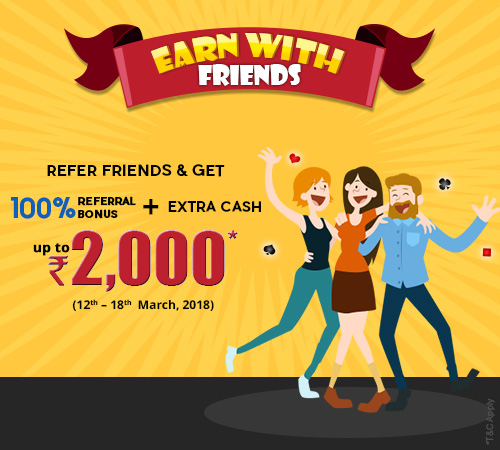 EARN WITH
FRIENDS
REFER FRIENDS & GET
100% REFERRAL BONUS + EXTRA CASH
up to ₹2,000*
(12th – 18th March, 2018)
*T&C Apply